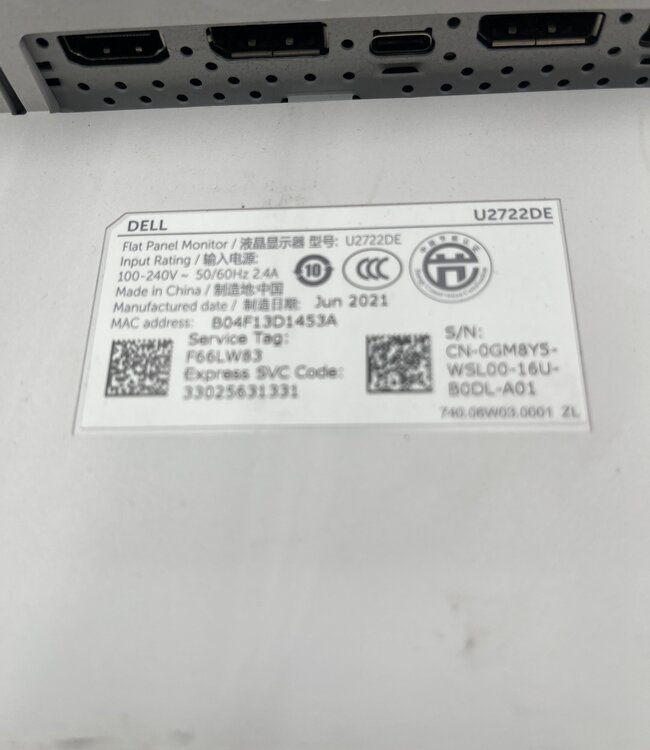 DELL U2722DE
Flat Panel Monitor / 液晶显示器 型号: U2722DE
Input Rating / 输入电源:
100-240V ~ 50/60Hz 2.4A
Made in China / 制造地:中国
Manufactured date / 制造日期: Jun 2021
MAC address: B04F13D1453A
10
CCC
Service Tag:
F66LW83
Express SVC Code:
33025631331
S/N:
CN-0GM8Y5-
WSL00-16U-
B0DL-A01
740.06W03.0001 ZL